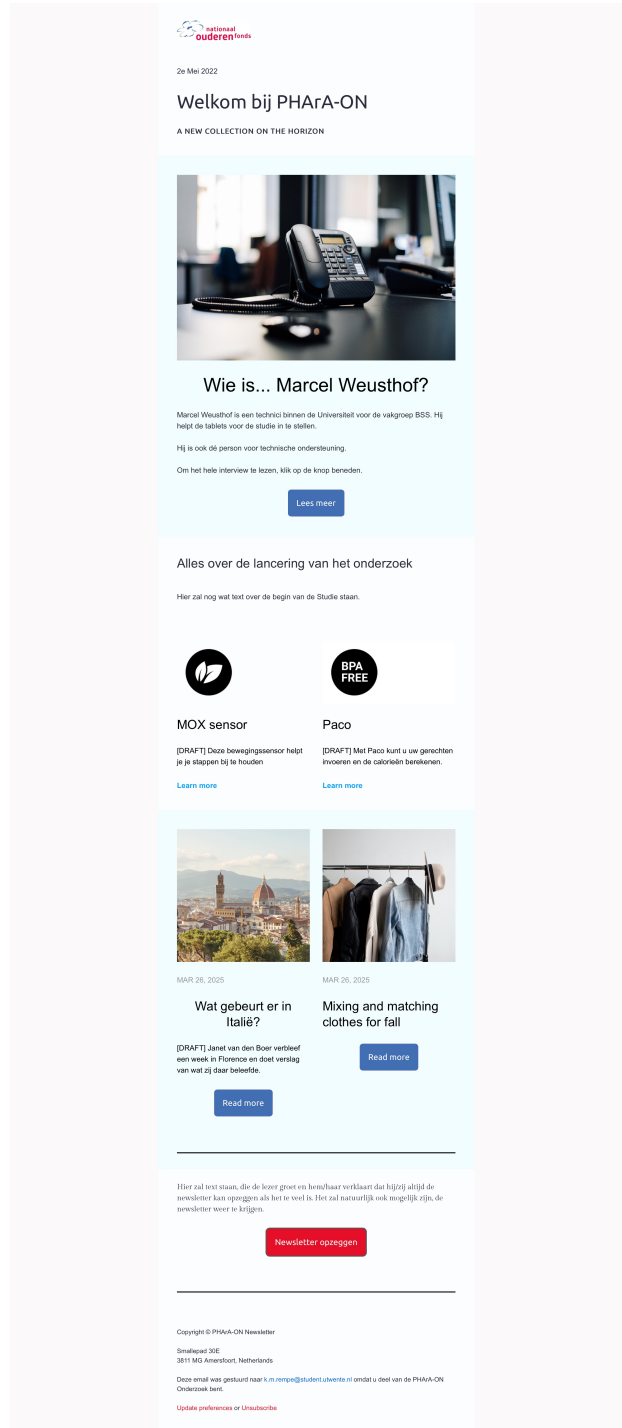 nationaal
ouderenfonds
2e Mei 2022
Welkom bij PHArA-ON
A NEW COLLECTION ON THE HORIZON
Wie is... Marcel Weusthof?
Marcel Weusthof is een technici binnen de Universiteit voor de vakgroep BSS. Hij
helpt de tablets voor de studie in te stellen.
Hij is ook dé person voor technische ondersteuning.
Om het hele interview te lezen, klik op de knop beneden.
Lees meer
Alles over de lancering van het onderzoek
Hier zal nog wat text over de begin van de Studie staan.
MOX sensor
[DRAFT] Deze bewegingssensor helpt
je je stappen bij te houden
Learn more
BPA
FREE
Paco
[DRAFT] Met Paco kunt u uw gerechten
invoeren en de calorieën berekenen.
Learn more
MAR 26, 2025
Wat gebeurt er in
Italië?
[DRAFT] Janet van den Boer verbleef
een week in Florence en doet verslag
van wat zij daar beleefde.
Read more
MAR 26, 2025
Mixing and matching
clothes for fall
Read more
Hier zal text staan, die de lezer groet en hem/haar verklaart dat hij/zij altijd de
newsletter kan opzeggen als het te veel is. Het zal natuurlijk ook mogelijk zijn, de
newsletter weer te krijgen.
Newsletter opzeggen
Copyright © PHArA-ON Newsletter
Smallepad 30E
3811 MG Amersfoort, Netherlands
Deze email was gestuurd naar k.m.rempe@student.utwente.nl omdat u deel van de PHArA-ON
Onderzoek bent.
Update preferences or Unsubscribe